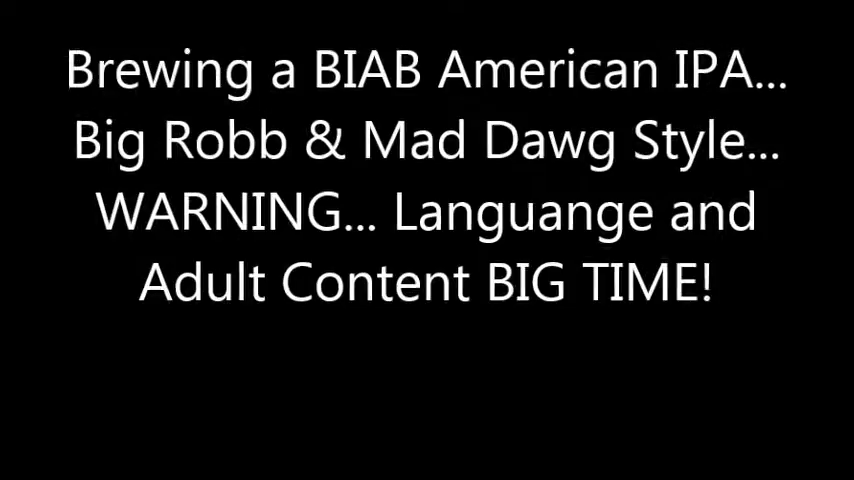 Brewing a BIAB American IPA...
Big Robb & Mad Dawg Style...
WARNING... Languange and
Adult Content BIG TIME!